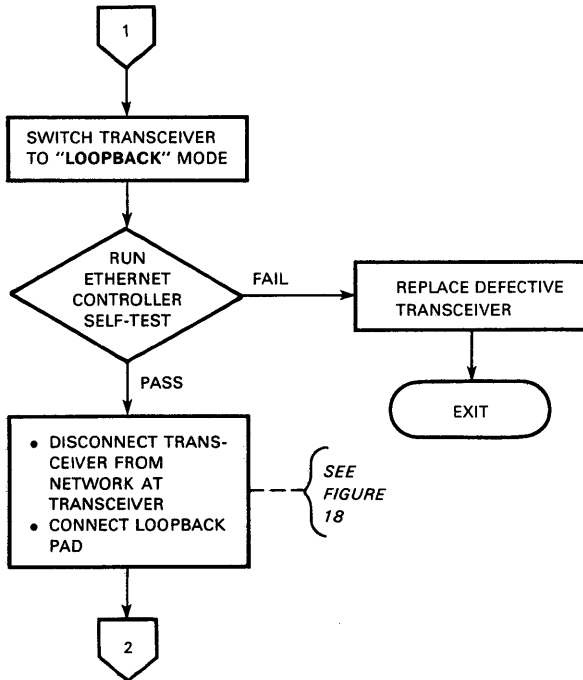 1
SWITCH TRANSCEIVER
TO "LOOPBACK" MODE
RUN
ETHERNET
CONTROLLER
SELF-TEST
FAIL
REPLACE DEFECTIVE
TRANSCEIVER
EXIT
PASS
• DISCONNECT TRANS-
CEIVER FROM
NETWORK AT
TRANSCEIVER
• CONNECT LOOPBACK
PAD
SEE
FIGURE
18
2